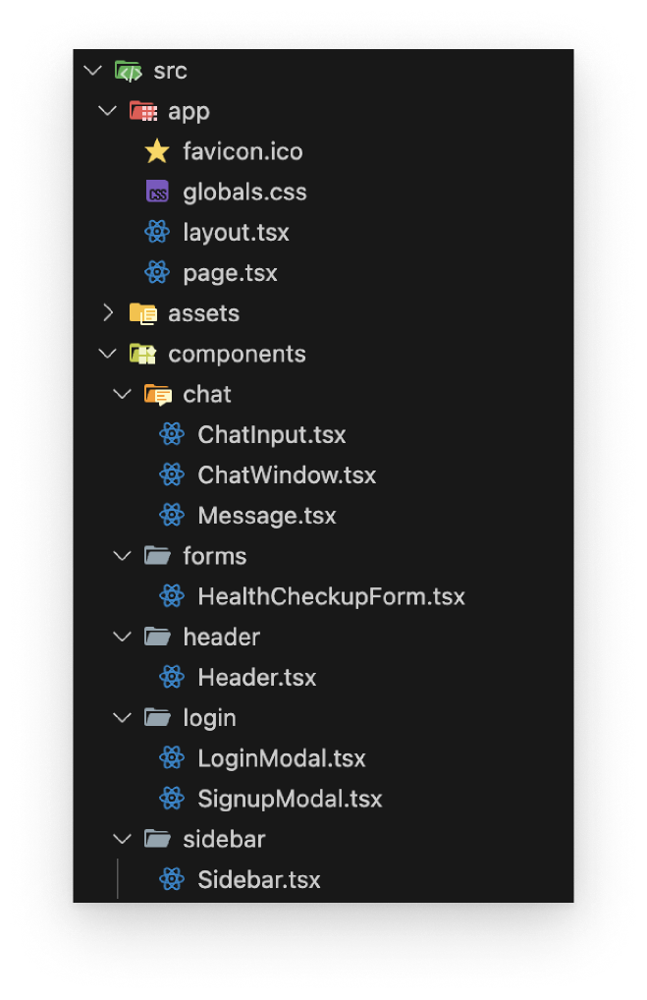 src
app
favicon.ico
globals.css
layout.tsx
page.tsx
assets
components
chat
ChatInput.tsx
ChatWindow.tsx
Message.tsx
forms
HealthCheckupForm.tsx
header
Header.tsx
login
LoginModal.tsx
SignupModal.tsx
sidebar
Sidebar.tsx